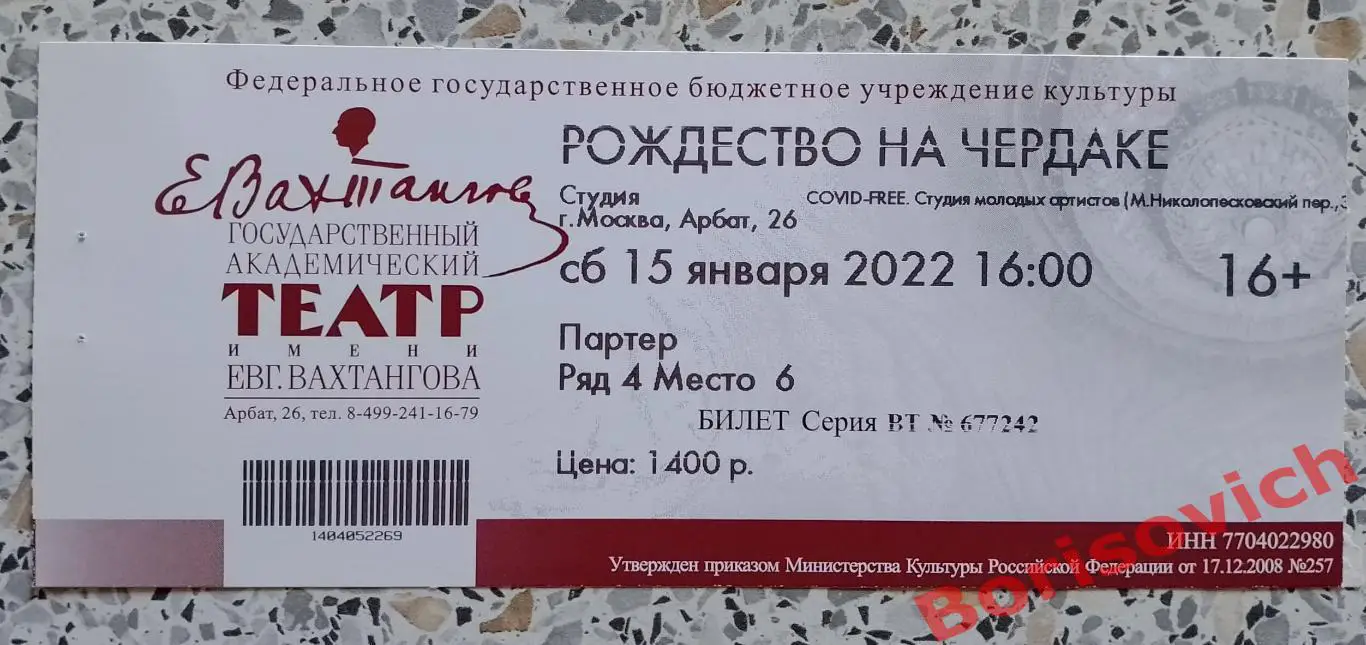 Федеральное государственное бюджетное учреждение культуры
Е Вахтангов
ГОСУДАРСТВЕННЫЙ
АКАДЕМИЧЕСКИЙ
ТЕАТР
ИМЕНИ
ЕВГ. ВАХТАНГОВА
Арбат, 26, тел. 8-499-241-16-79
1404052269
РОЖДЕСТВО НА ЧЕРДАКЕ
Студия COVID-FREE. Студия молодых артистов (М.Николопесковский пер.,3
г.Москва, Арбат, 26
сб 15 января 2022 16:00 16+
Партер
Ряд 4 Место 6
БИЛЕТ Серия ВТ № 677242
Цена: 1400 р.
ИНН 7704022980
Утвержден приказом Министерства Культуры Российской Федерации от 17.12.2008 №257
Borisovich